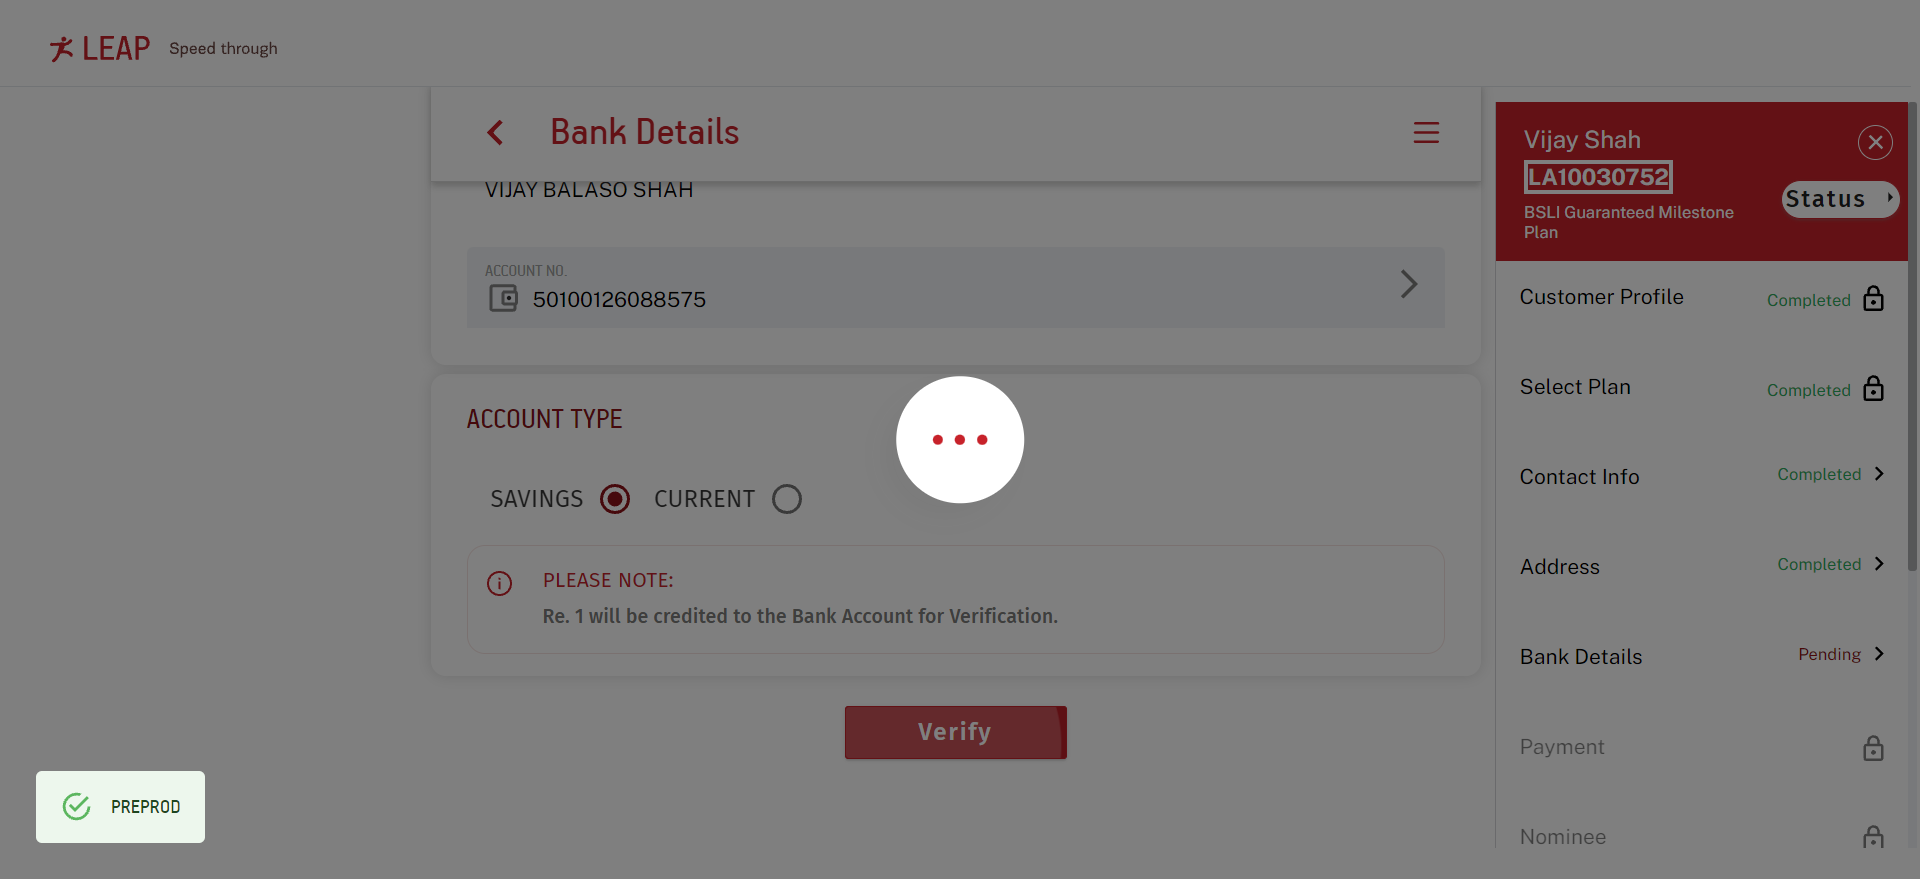 LEAP Speed through
Bank Details
VIJAY BALASO SHAH
ACCOUNT NO.
50100126088575
ACCOUNT TYPE
SAVINGS CURRENT
PLEASE NOTE:
Re. 1 will be credited to the Bank Account for Verification.
Verify
PREPROD
Vijay Shah
LA10030752
Status
BSLI Guaranteed Milestone
Plan
Customer Profile Completed
Select Plan Completed
Contact Info Completed
Address Completed
Bank Details Pending
Payment
Nominee